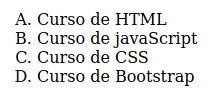 A. Curso de HTML
B. Curso de javaScript
C. Curso de CSS
D. Curso de Bootstrap